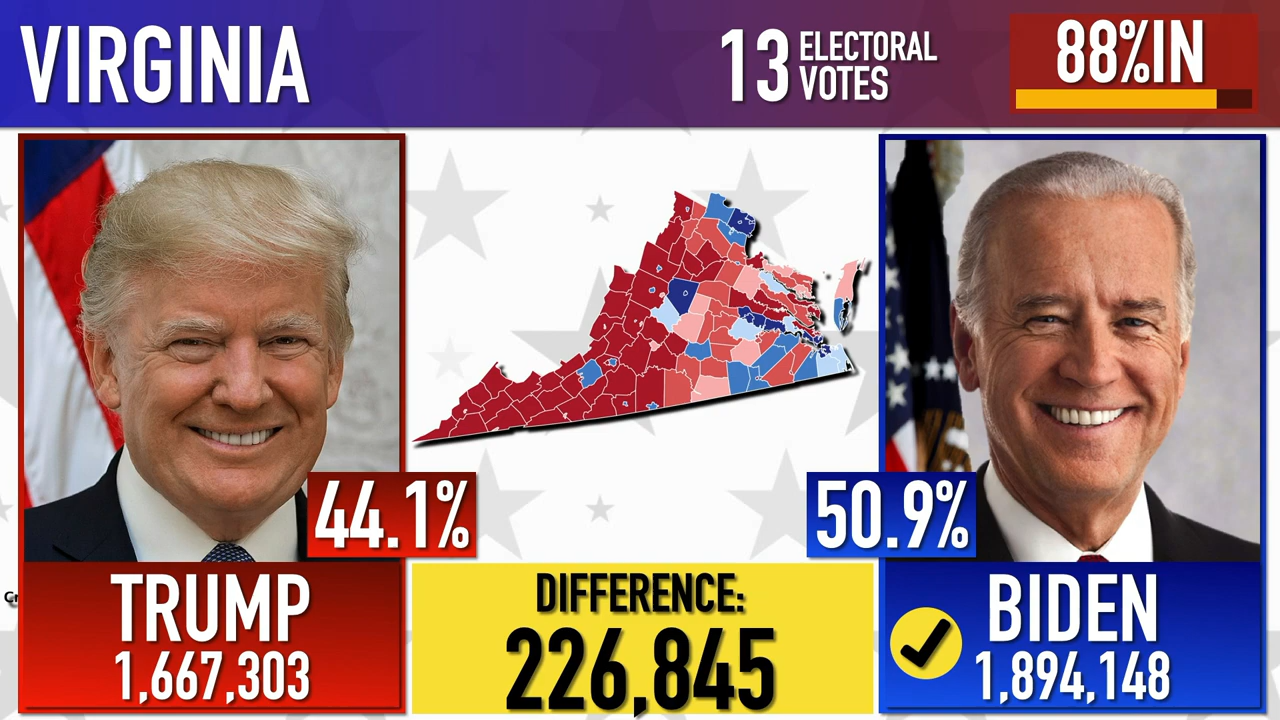 VIRGINIA
13 ELECTORAL VOTES
88%IN
44.1%
50.9%
TRUMP
1,667,303
DIFFERENCE:
226,845
BIDEN
1,894,148